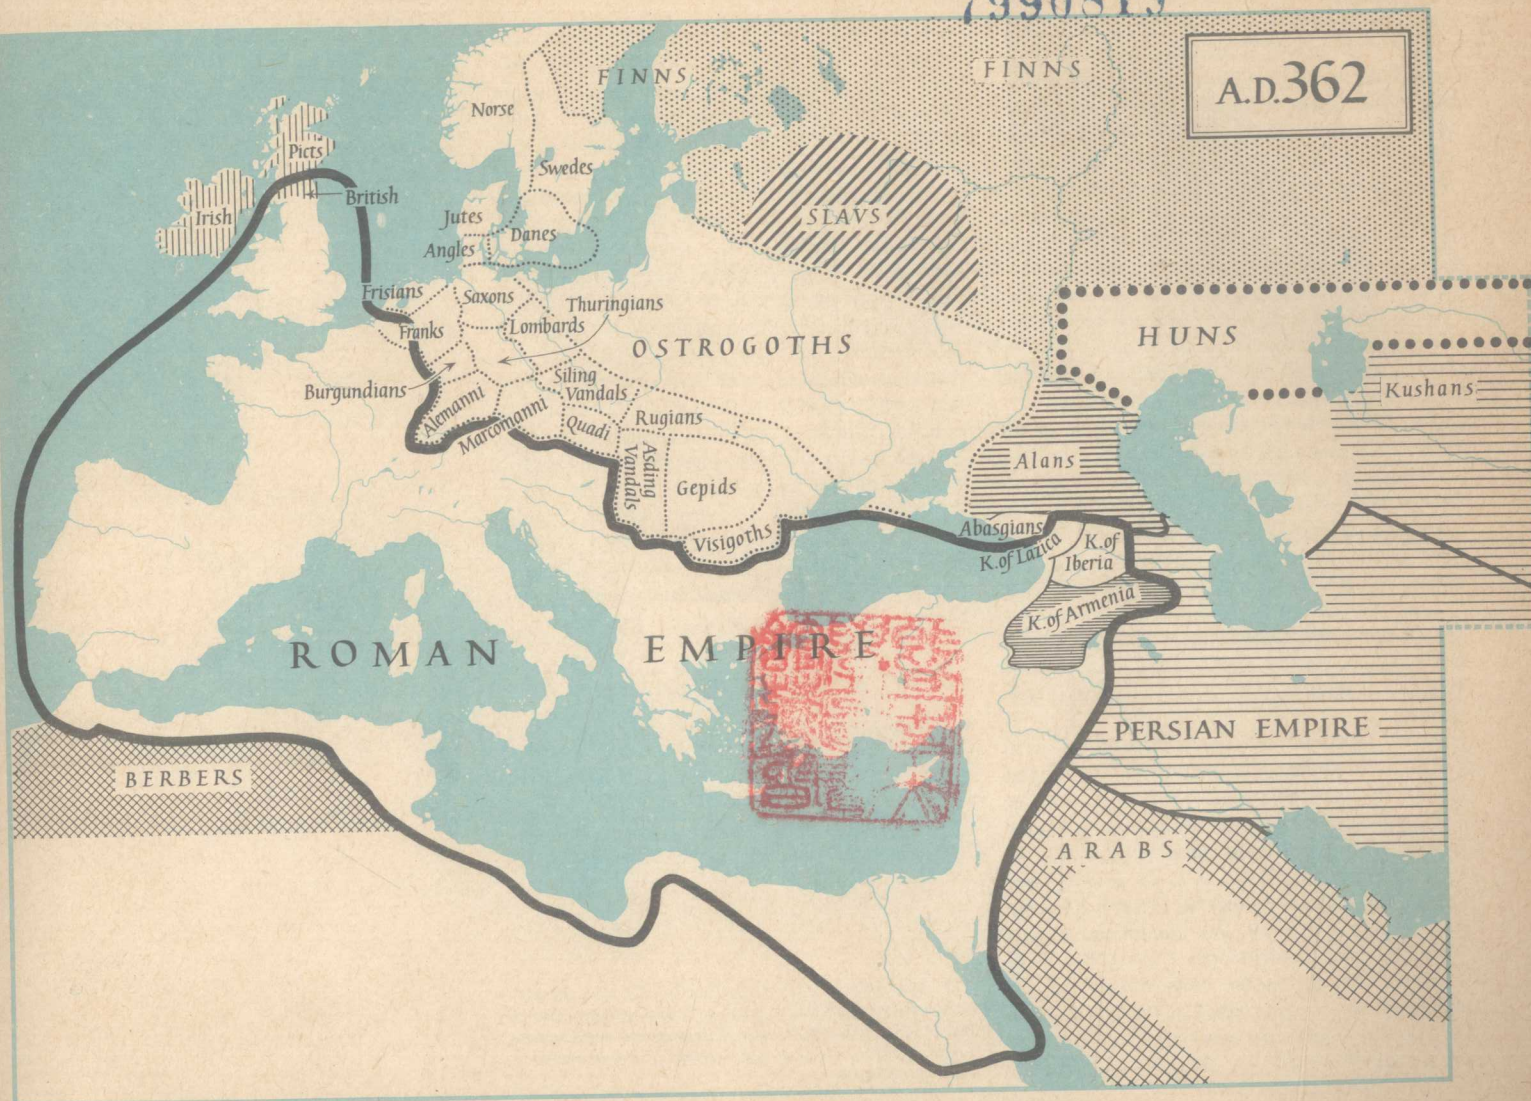 7990819
A.D.362
FINNS
FINNS
Norse
Swedes
Picts
British
Irish
Jutes
Angles
Danes
SLAVS
Frisians
Saxons
Thuringians
Franks
Lombards
OSTROGOTHS
HUNS
Burgundians
Siling
Vandals
Kushans
Alemanni
Marcomanni
Quadi
Rugians
Asding
Vandals
Gepids
Alans
Visigoths
Abasgians
K.of Lazica
K.of
Iberia
K.of Armenia
ROMAN EMPIRE
PERSIAN EMPIRE
BERBERS
ARABS